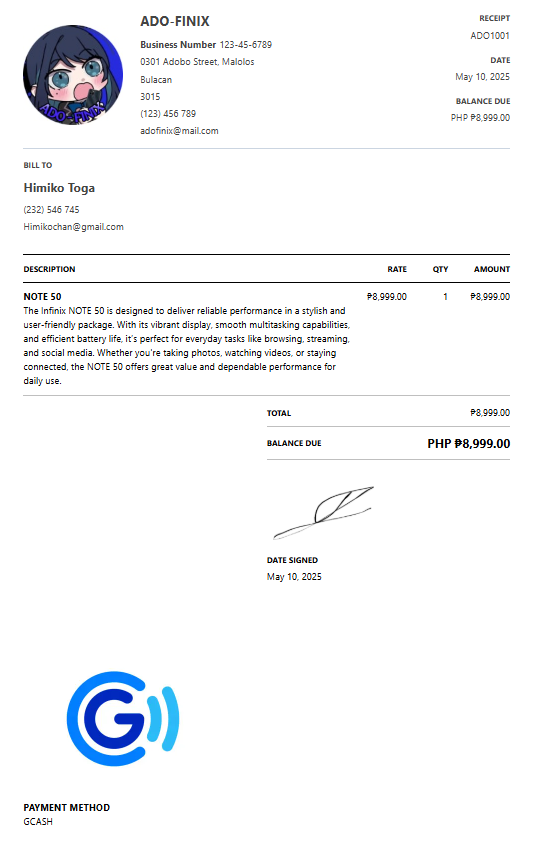 ADO-FINIX
Business Number 123-45-6789
0301 Adobo Street, Malolos
Bulacan
3015
(123) 456 789
adofinix@mail.com
RECEIPT
ADO1001
DATE
May 10, 2025
BALANCE DUE
PHP ₱8,999.00
ADO-FINIX
BILL TO
Himiko Toga
(232) 546 745
Himikochan@gmail.com
DESCRIPTION RATE QTY AMOUNT
NOTE 50 ₱8,999.00 1 ₱8,999.00
The Infinix NOTE 50 is designed to deliver reliable performance in a stylish and
user-friendly package. With its vibrant display, smooth multitasking capabilities,
and efficient battery life, it's perfect for everyday tasks like browsing, streaming,
and social media. Whether you're taking photos, watching videos, or staying
connected, the NOTE 50 offers great value and dependable performance for
daily use.
TOTAL ₱8,999.00
BALANCE DUE PHP ₱8,999.00
DATE SIGNED
May 10, 2025
G
PAYMENT METHOD
GCASH